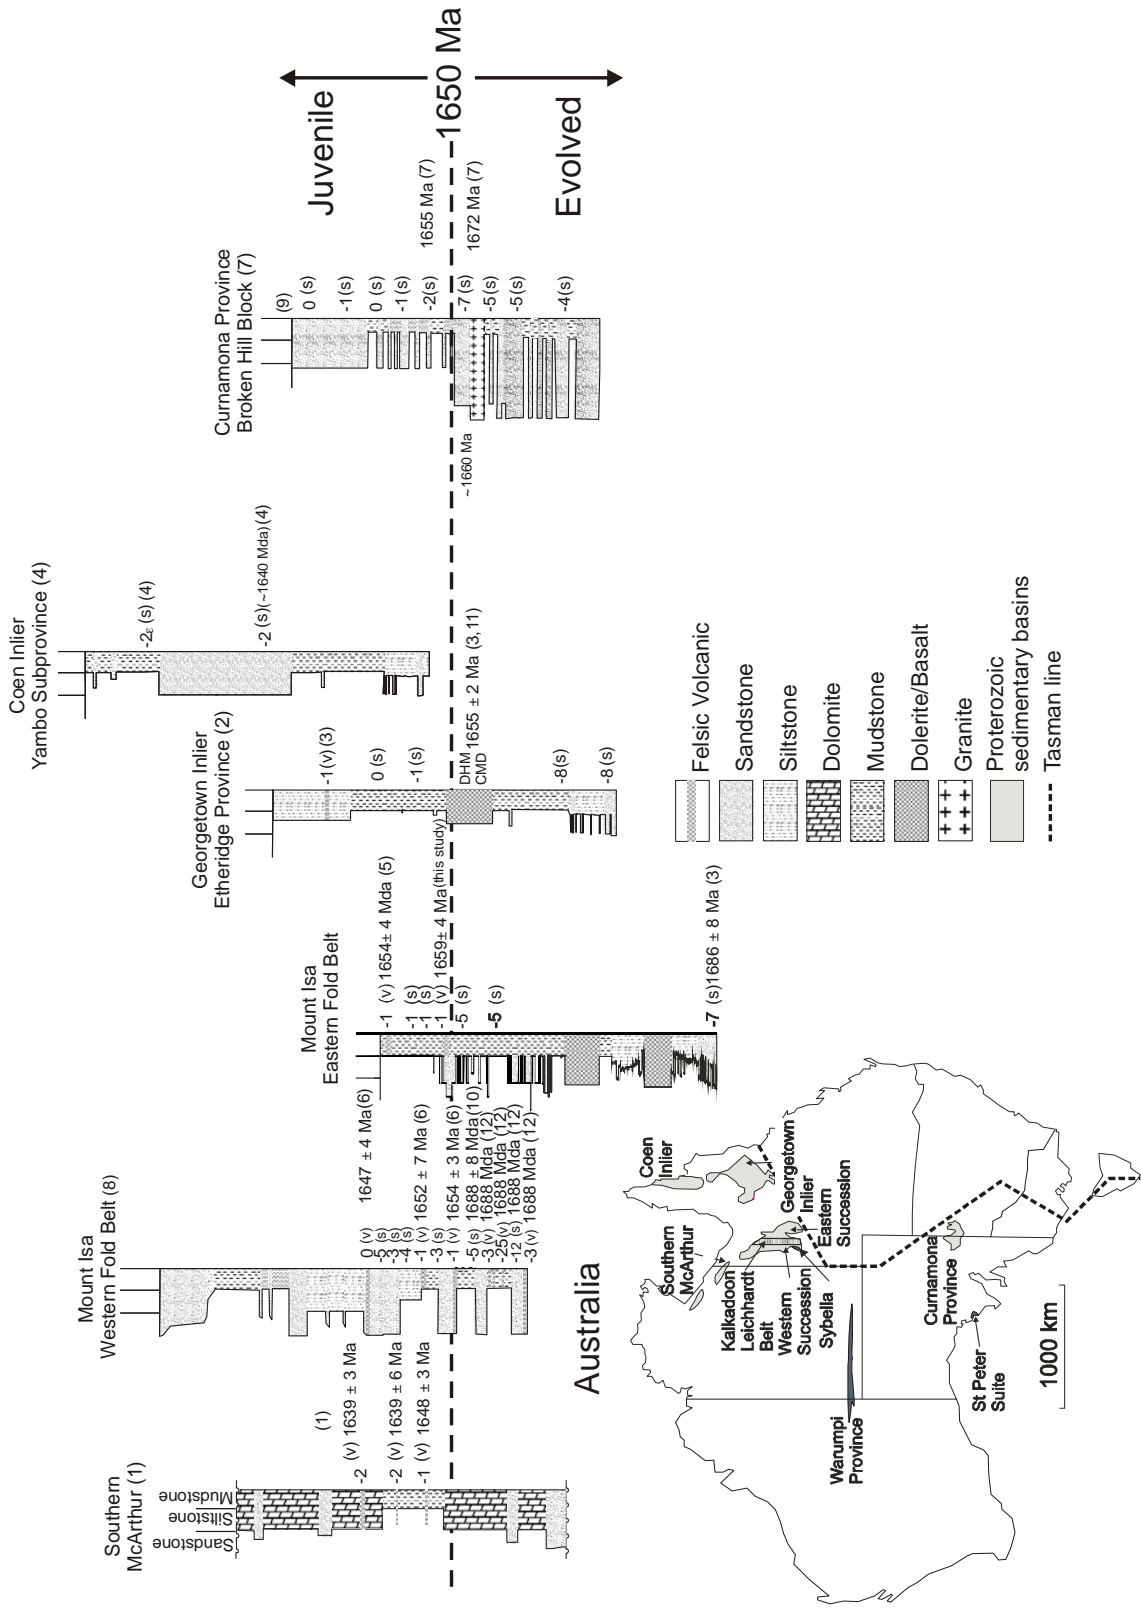 Southern
McArthur (1)
Sandstone
Siltstone
Mudstone
(1)
-2 (v) 1639 ± 3 Ma
-2 (v) 1639 ± 6 Ma
-1 (v) 1648 ± 3 Ma
Mount Isa
Western Fold Belt (8)
0 (v) 1647 ± 4 Ma(6)
-5 (s)
-3 (s)
-4 (s)
-1 (v) 1652 ± 7 Ma (6)
-3 (s)
-1 (v) 1654 ± 3 Ma (6)
-5 (s) 1688 ± 8 Mda(10)
-3 (v) 1688 Mda (12)
-25(v) 1688 Mda (12)
-12 (s) 1688 Mda (12)
-3 (v) 1688 Mda (12)
Mount Isa
Eastern Fold Belt
-1 (v) 1654± 4 Mda (5)
-1 (s)
-1 (s)
-1 (v) 1659± 4 Ma(this study)
-5 (s)
-5 (s)
-7 (s)1686 ± 8 Ma (3)
Georgetown Inlier
Etheridge Province (2)
-1(v) (3)
0 (s)
-1 (s)
DHM
CMD
1655 ± 2 Ma (3,11)
-8(s)
-8 (s)
Coen Inlier
Yambo Subprovince (4)
-2ε (s) (4)
-2 (s)(~1640 Mda) (4)
Curnamona Province
Broken Hill Block (7)
(9)
0 (s)
-1(s)
0 (s)
-1(s)
-2(s)
-7(s)
-5(s)
-5(s)
-4(s)
~1660 Ma
1655 Ma (7)
1672 Ma (7)
Juvenile
1650 Ma
Evolved
Australia
Coen
Inlier
Georgetown
Inlier
Eastern
Succession
Southern
McArthur
Kalkadoon
Leichhardt
Belt
Western
Succession
Sybella
Warumpi
Province
Curnamona
Province
St Peter
Suite
1000 km
Felsic Volcanic
Sandstone
Siltstone
Dolomite
Mudstone
Dolerite/Basalt
Granite
Proterozoic
sedimentary basins
Tasman line